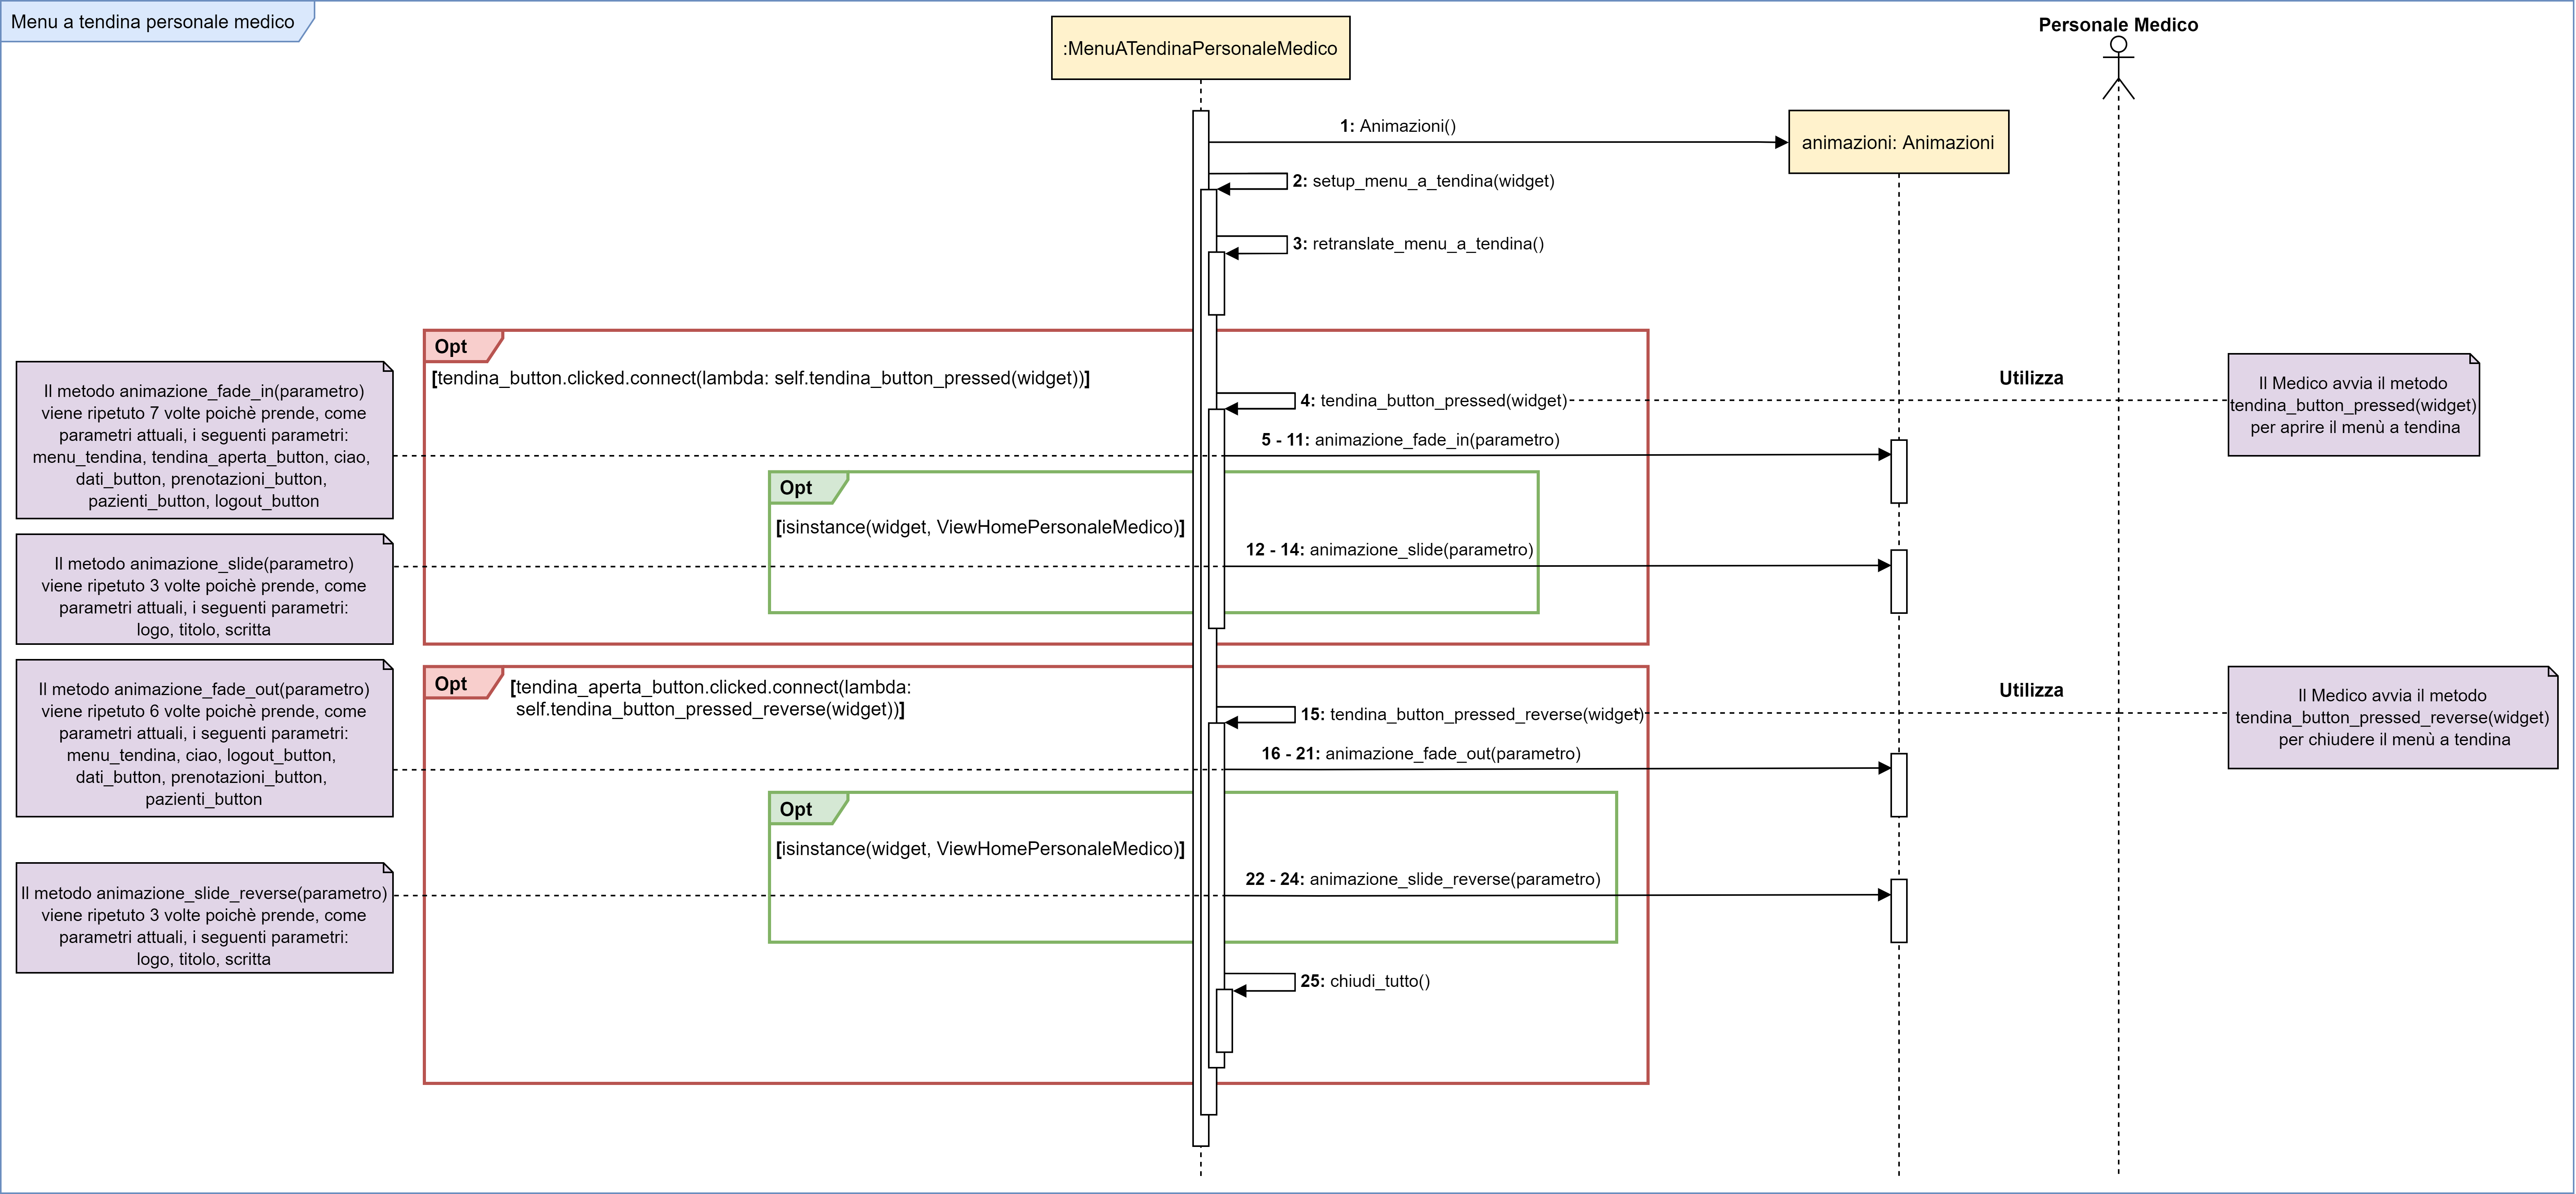 Menu a tendina personale medico
:MenuATendinaPersonaleMedico
Personale Medico
1: Animazioni()
animazioni: Animazioni
2: setup_menu_a_tendina(widget)
3: retranslate_menu_a_tendina()
Opt
[tendina_button.clicked.connect(lambda: self.tendina_button_pressed(widget))]
4: tendina_button_pressed(widget)
Utilizza
Il Medico avvia il metodo
tendina_button_pressed(widget)
per aprire il menù a tendina
Il metodo animazione_fade_in(parametro)
viene ripetuto 7 volte poichè prende, come
parametri attuali, i seguenti parametri:
menu_tendina, tendina_aperta_button, ciao,
dati_button, prenotazioni_button,
pazienti_button, logout_button
5 - 11: animazione_fade_in(parametro)
Opt
[isinstance(widget, ViewHomePersonaleMedico)]
12 - 14: animazione_slide(parametro)
Il metodo animazione_slide(parametro)
viene ripetuto 3 volte poichè prende, come
parametri attuali, i seguenti parametri:
logo, titolo, scritta
Opt
[tendina_aperta_button.clicked.connect(lambda:
self.tendina_button_pressed_reverse(widget))]
15: tendina_button_pressed_reverse(widget)
Utilizza
Il Medico avvia il metodo
tendina_button_pressed_reverse(widget)
per chiudere il menù a tendina
Il metodo animazione_fade_out(parametro)
viene ripetuto 6 volte poichè prende, come
parametri attuali, i seguenti parametri:
menu_tendina, ciao, logout_button,
dati_button, prenotazioni_button,
pazienti_button
16 - 21: animazione_fade_out(parametro)
Opt
[isinstance(widget, ViewHomePersonaleMedico)]
22 - 24: animazione_slide_reverse(parametro)
Il metodo animazione_slide_reverse(parametro)
viene ripetuto 3 volte poichè prende, come
parametri attuali, i seguenti parametri:
logo, titolo, scritta
25: chiudi_tutto()